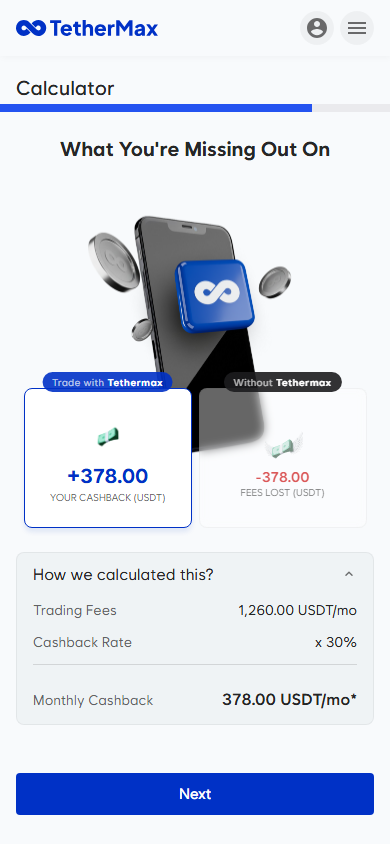 TetherMax
Calculator
What You're Missing Out On
Trade with Tethermax
Without Tethermax
+378.00
YOUR CASHBACK (USDT)
-378.00
FEES LOST (USDT)
How we calculated this?
Trading Fees 1,260.00 USDT/mo
Cashback Rate x 30%
Monthly Cashback 378.00 USDT/mo*
Next